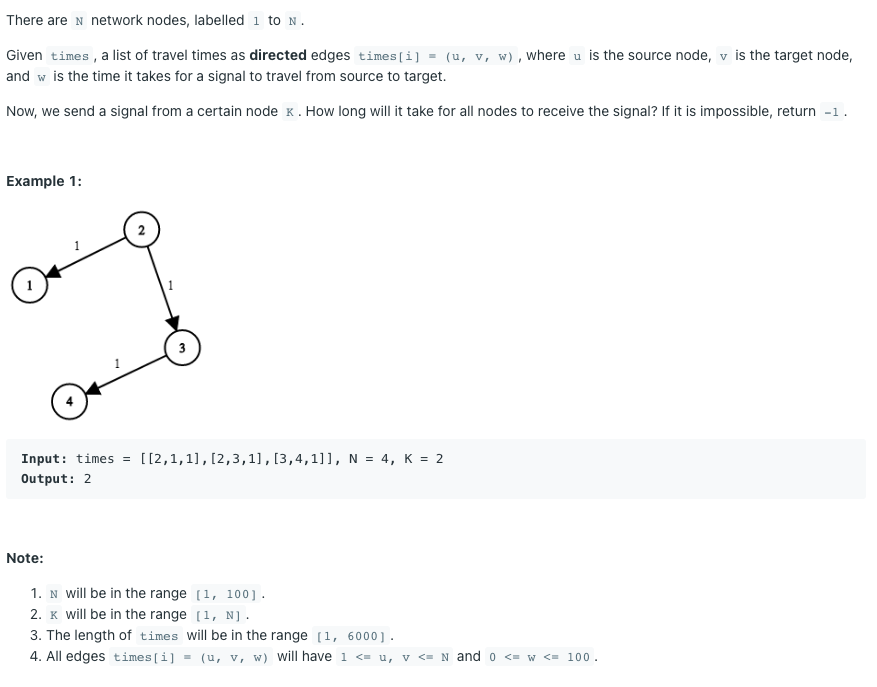 There are N network nodes, labelled 1 to N.
Given times, a list of travel times as directed edges times[i] = (u, v, w), where u is the source node, v is the target node,
and w is the time it takes for a signal to travel from source to target.
Now, we send a signal from a certain node K. How long will it take for all nodes to receive the signal? If it is impossible, return -1.
Example 1:
2
1
1
1
3
1
4
Input: times = [[2,1,1],[2,3,1],[3,4,1]], N = 4, K = 2
Output: 2
Note:
1. N will be in the range [1, 100].
2. K will be in the range [1, N].
3. The length of times will be in the range [1, 6000].
4. All edges times[i] = (u, v, w) will have 1 <= u, v <= N and 0 <= w <= 100.